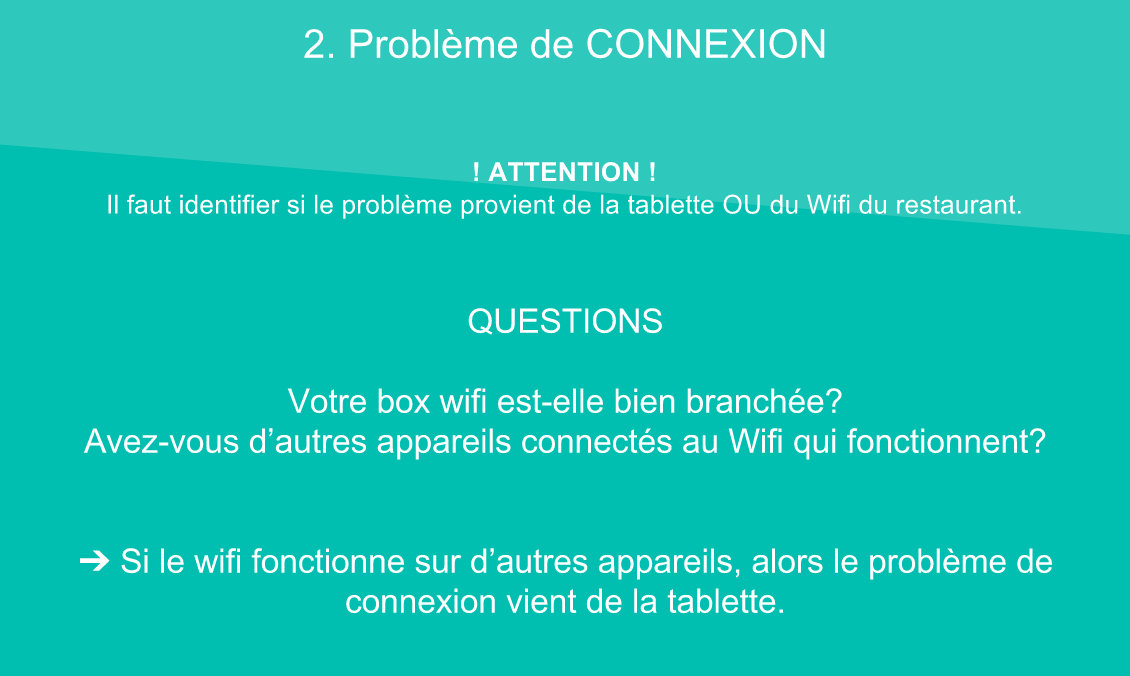 2. Problème de CONNEXION
! ATTENTION !
Il faut identifier si le problème provient de la tablette OU du Wifi du restaurant.
QUESTIONS
Votre box wifi est-elle bien branchée?
Avez-vous d’autres appareils connectés au Wifi qui fonctionnent?
➔ Si le wifi fonctionne sur d’autres appareils, alors le problème de
connexion vient de la tablette.